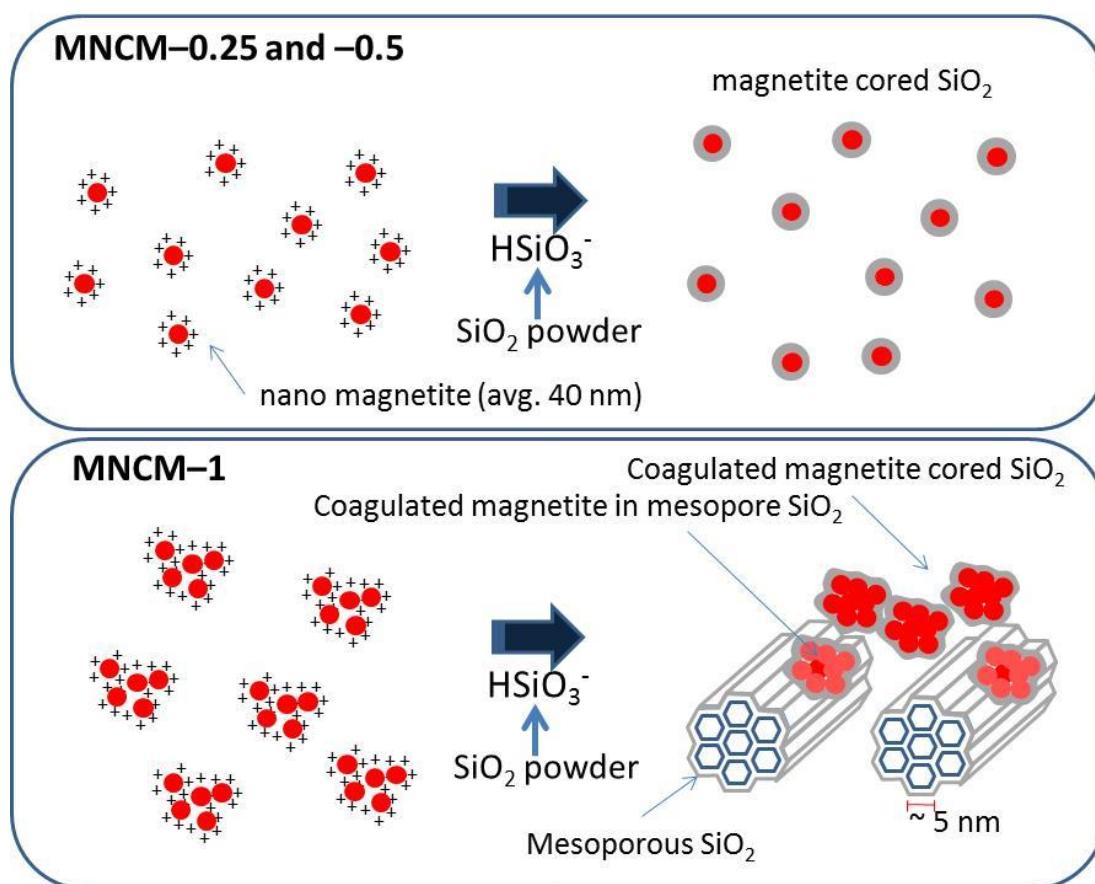 MNCM–0.25 and –0.5
magnetite cored SiO₂
HSiO₃⁻
SiO₂ powder
nano magnetite (avg. 40 nm)
MNCM–1
Coagulated magnetite cored SiO₂
Coagulated magnetite in mesopore SiO₂
HSiO₃⁻
SiO₂ powder
~ 5 nm
Mesoporous SiO₂